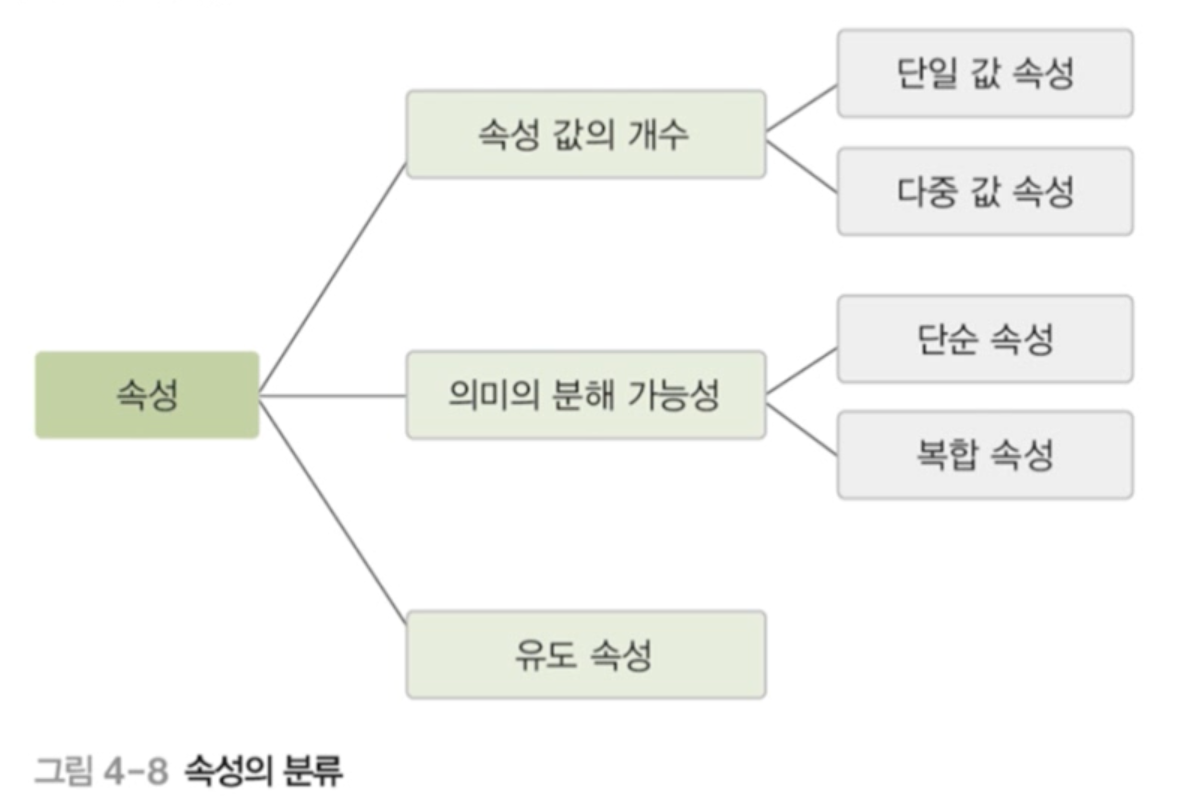 속성
속성 값의 개수
단일 값 속성
다중 값 속성
의미의 분해 가능성
단순 속성
복합 속성
유도 속성
그림 4-8 속성의 분류